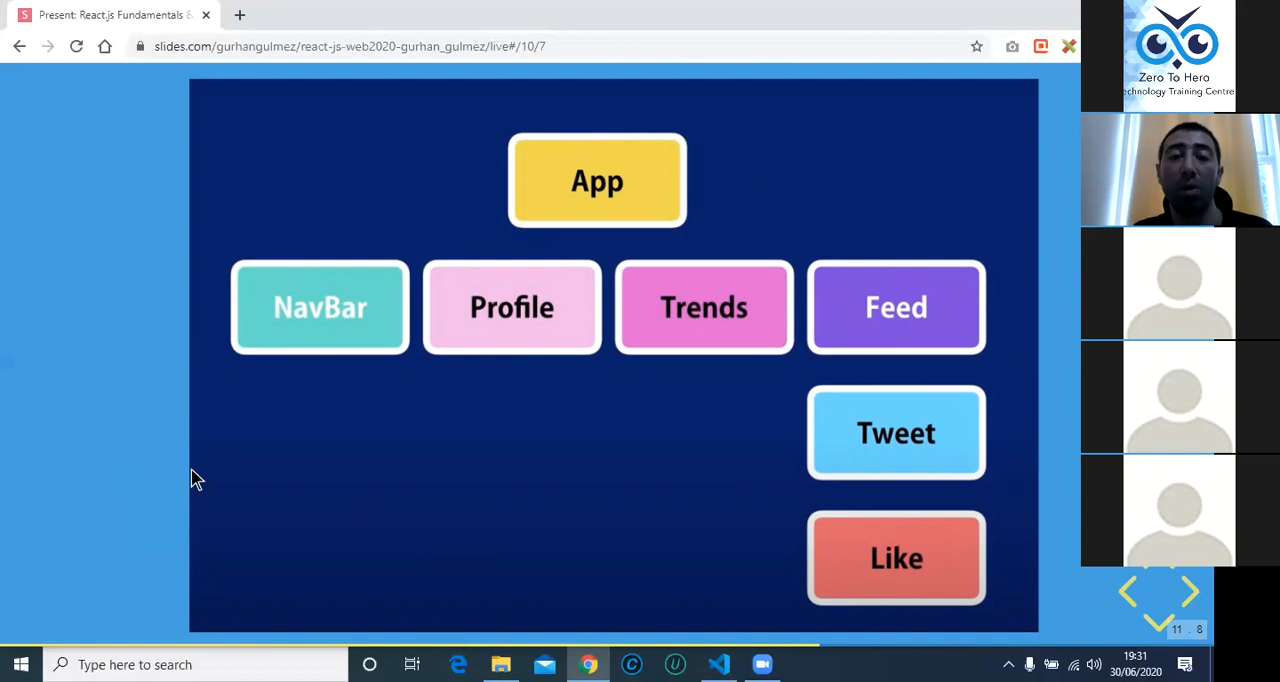 Present: React.js Fundamentals &
slides.com/gurhangulmez/react-js-web2020-gurhan_gulmez/live#/10/7
Zero To Hero
echnology Training Centre
App
NavBar
Profile
Trends
Feed
Tweet
Like
11 . 8
Type here to search
19:31
30/06/2020